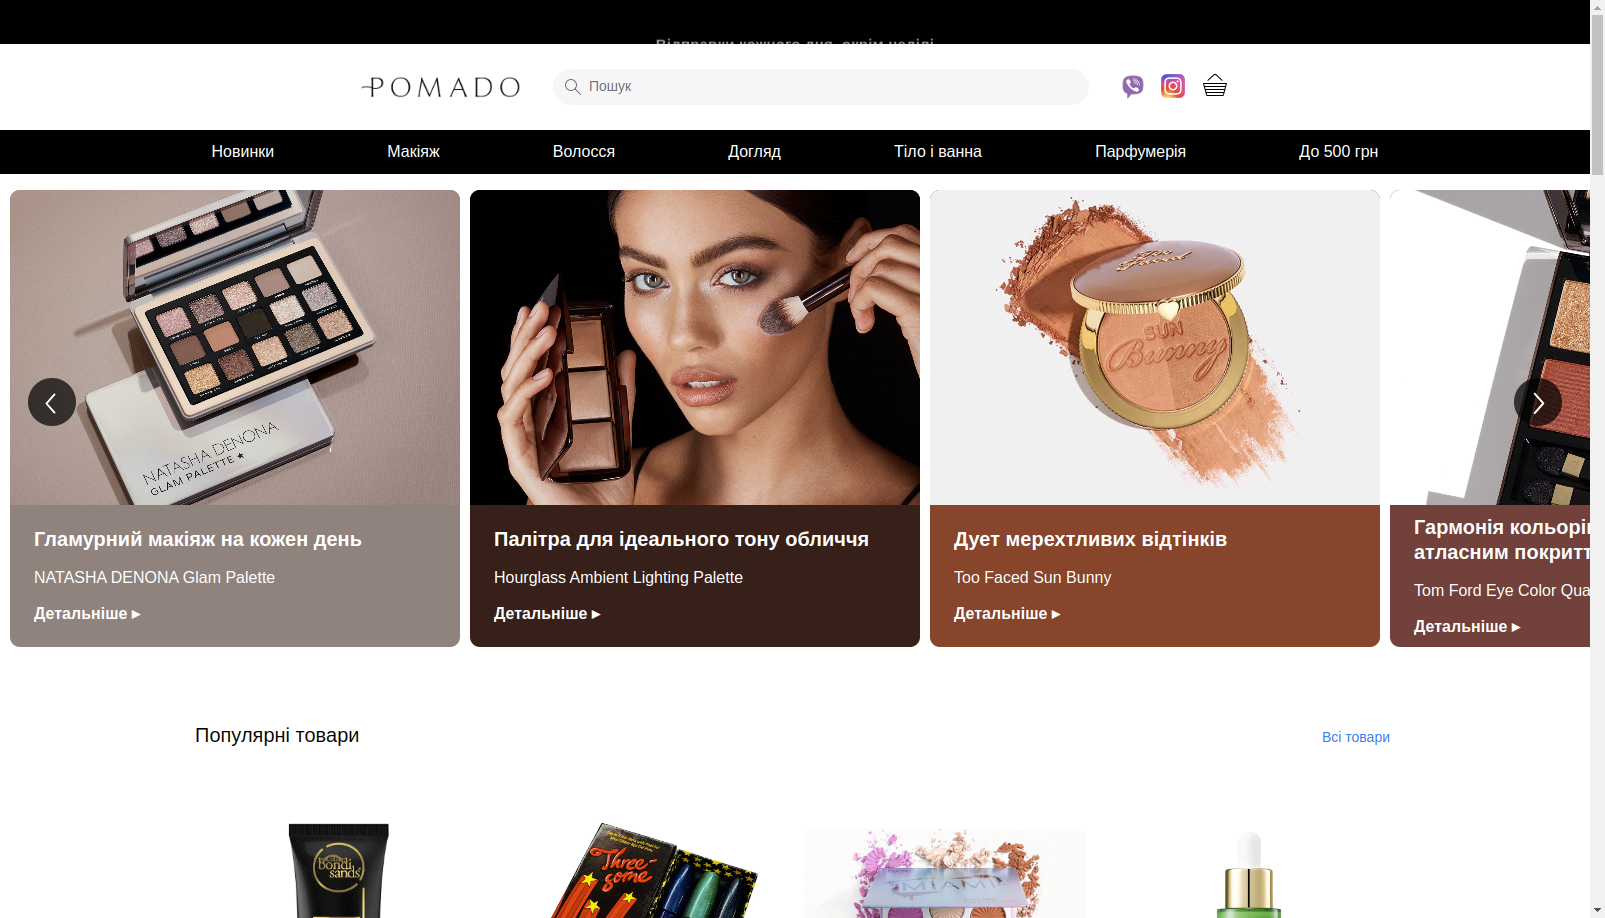 Відправки кожного дня, окрім неділі
POMADO
Пошук
Новинки
Макіяж
Волосся
Догляд
Тіло і ванна
Парфумерія
До 500 грн
NATASHA DENONA
GLAM PALETTE ★
Too
Faced
SUN
Bunny
Гламурний макіяж на кожен день
NATASHA DENONA Glam Palette
Детальніше ▸
Палітра для ідеального тону обличчя
Hourglass Ambient Lighting Palette
Детальніше ▸
Дует мерехтливих відтінків
Too Faced Sun Bunny
Детальніше ▸
Гармонія кольорі
атласним покритт
Tom Ford Eye Color Qua
Детальніше ▸
Популярні товари
Всі товари
bondi
sands
Three-
some
MIAMI